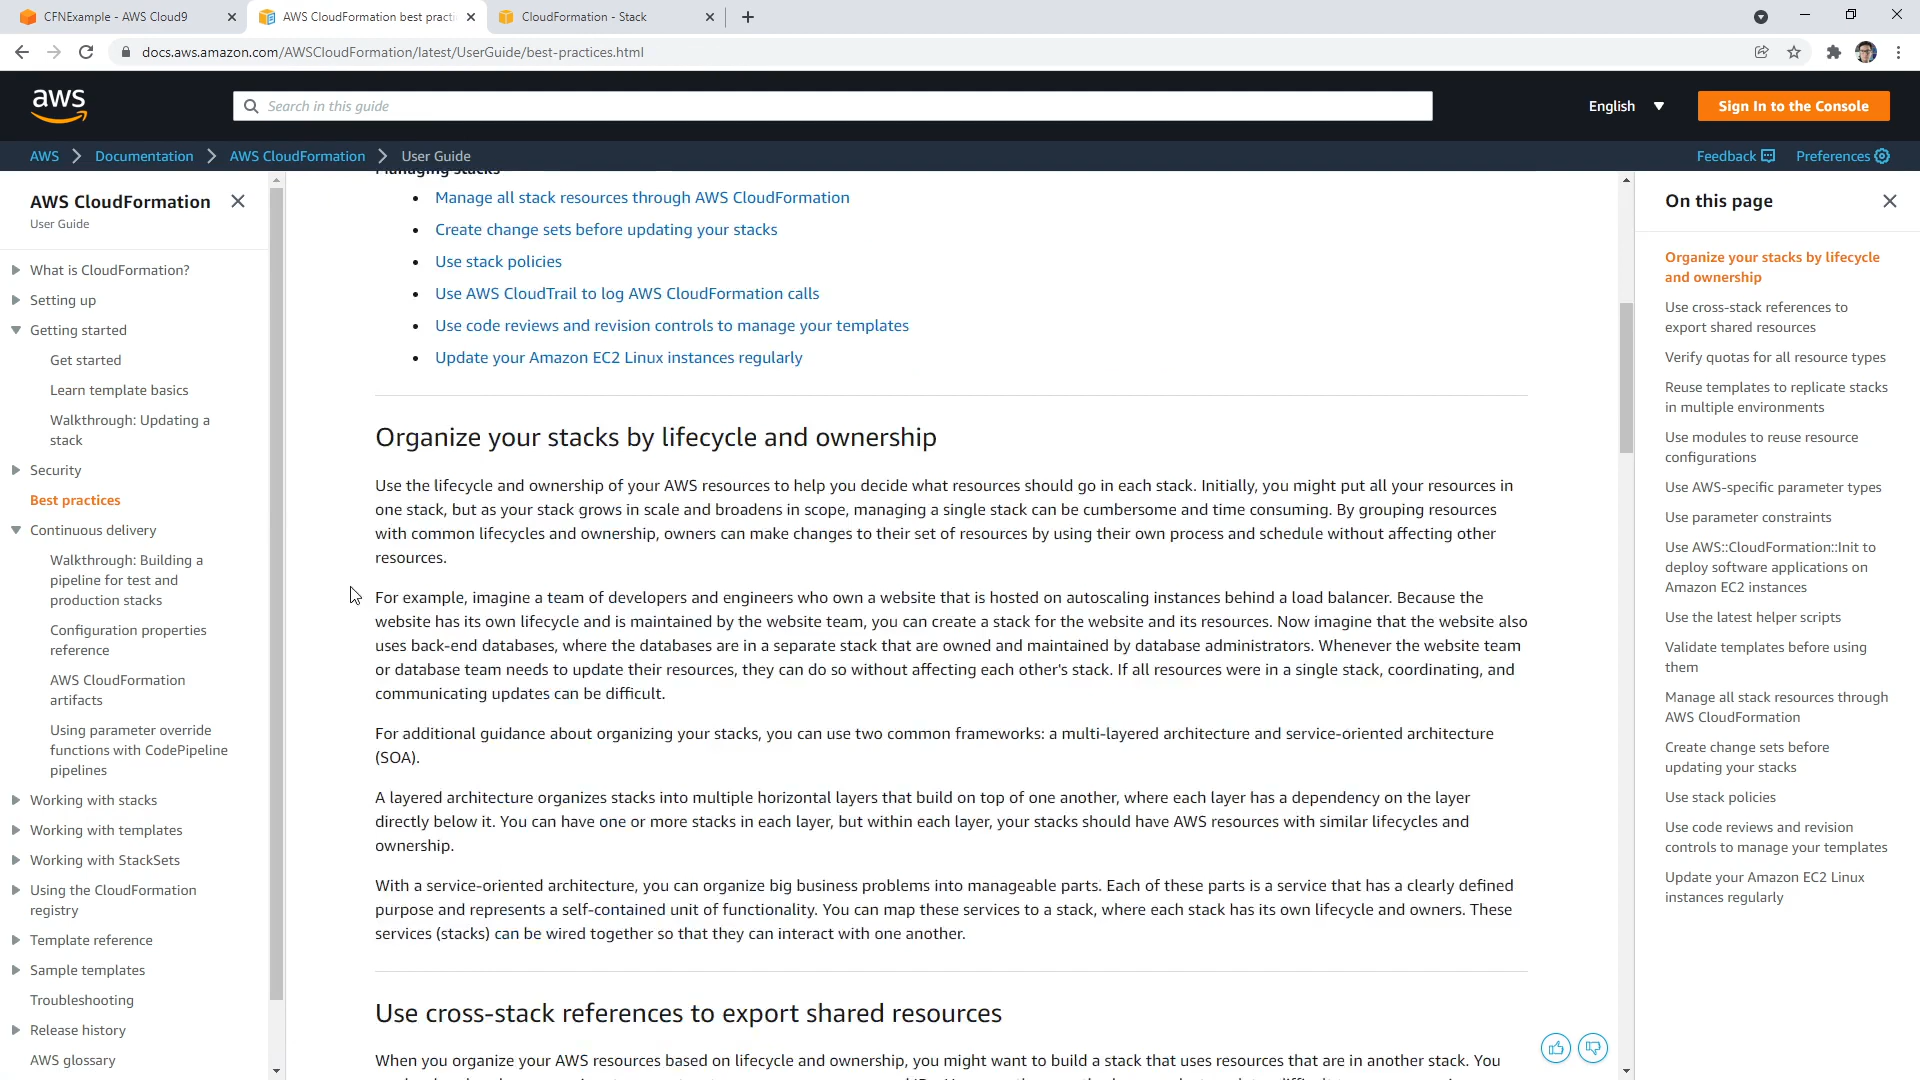 CFNExample - AWS Cloud9
AWS CloudFormation best practi
CloudFormation - Stack
docs.aws.amazon.com/AWSCloudFormation/latest/UserGuide/best-practices.html
aws
Search in this guide
English
Sign In to the Console
AWS
Documentation
AWS CloudFormation
User Guide
Feedback
Preferences
AWS CloudFormation
User Guide
What is CloudFormation?
Setting up
Getting started
Get started
Learn template basics
Walkthrough: Updating a
stack
Security
Best practices
Continuous delivery
Walkthrough: Building a
pipeline for test and
production stacks
Configuration properties
reference
AWS CloudFormation
artifacts
Using parameter override
functions with CodePipeline
pipelines
Working with stacks
Working with templates
Working with StackSets
Using the CloudFormation
registry
Template reference
Sample templates
Troubleshooting
Release history
AWS glossary
Managing stacks
• Manage all stack resources through AWS CloudFormation
• Create change sets before updating your stacks
• Use stack policies
• Use AWS CloudTrail to log AWS CloudFormation calls
• Use code reviews and revision controls to manage your templates
• Update your Amazon EC2 Linux instances regularly
Organize your stacks by lifecycle and ownership
Use the lifecycle and ownership of your AWS resources to help you decide what resources should go in each stack. Initially, you might put all your resources in
one stack, but as your stack grows in scale and broadens in scope, managing a single stack can be cumbersome and time consuming. By grouping resources
with common lifecycles and ownership, owners can make changes to their set of resources by using their own process and schedule without affecting other
resources.
For example, imagine a team of developers and engineers who own a website that is hosted on autoscaling instances behind a load balancer. Because the
website has its own lifecycle and is maintained by the website team, you can create a stack for the website and its resources. Now imagine that the website also
uses back-end databases, where the databases are in a separate stack that are owned and maintained by database administrators. Whenever the website team
or database team needs to update their resources, they can do so without affecting each other's stack. If all resources were in a single stack, coordinating, and
communicating updates can be difficult.
For additional guidance about organizing your stacks, you can use two common frameworks: a multi-layered architecture and service-oriented architecture
(SOA).
A layered architecture organizes stacks into multiple horizontal layers that build on top of one another, where each layer has a dependency on the layer
directly below it. You can have one or more stacks in each layer, but within each layer, your stacks should have AWS resources with similar lifecycles and
ownership.
With a service-oriented architecture, you can organize big business problems into manageable parts. Each of these parts is a service that has a clearly defined
purpose and represents a self-contained unit of functionality. You can map these services to a stack, where each stack has its own lifecycle and owners. These
services (stacks) can be wired together so that they can interact with one another.
Use cross-stack references to export shared resources
When you organize your AWS resources based on lifecycle and ownership, you might want to build a stack that uses resources that are in another stack. You
On this page
Organize your stacks by lifecycle
and ownership
Use cross-stack references to
export shared resources
Verify quotas for all resource types
Reuse templates to replicate stacks
in multiple environments
Use modules to reuse resource
configurations
Use AWS-specific parameter types
Use parameter constraints
Use AWS::CloudFormation::Init to
deploy software applications on
Amazon EC2 instances
Use the latest helper scripts
Validate templates before using
them
Manage all stack resources through
AWS CloudFormation
Create change sets before
updating your stacks
Use stack policies
Use code reviews and revision
controls to manage your templates
Update your Amazon EC2 Linux
instances regularly